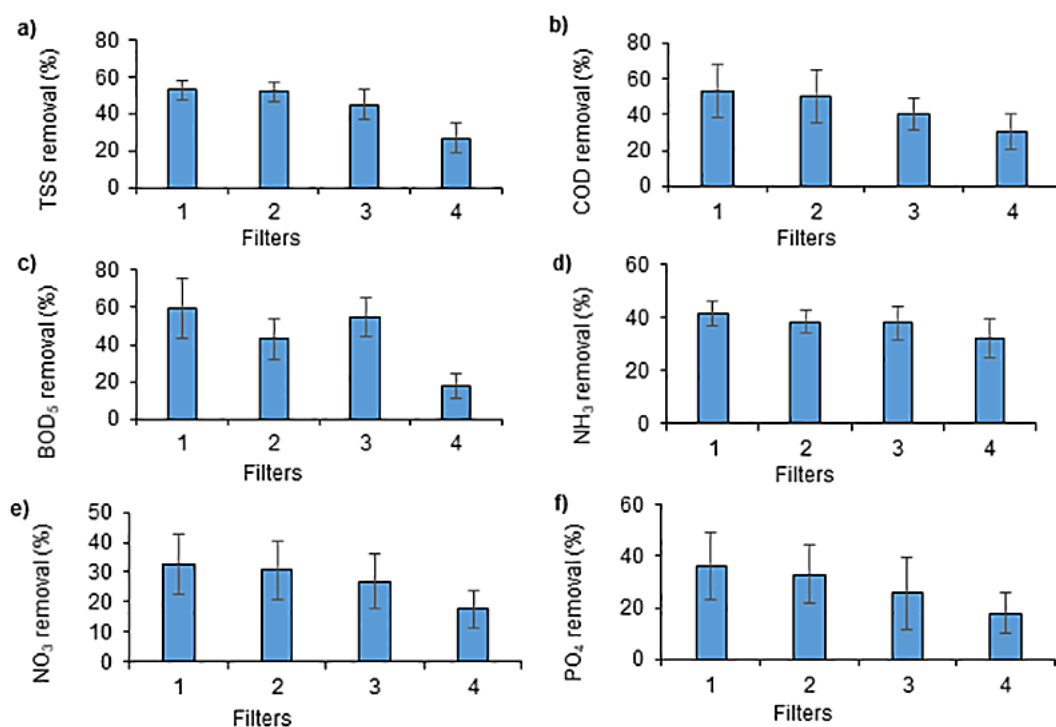 a)
TSS removal (%)
80
60
40
20
0
1 2 3 4
Filters
b)
COD removal (%)
80
60
40
20
0
1 2 3 4
Filters
c)
BOD₅ removal (%)
80
60
40
20
0
1 2 3 4
Filters
d)
NH₃ removal (%)
60
40
20
0
1 2 3 4
Filters
e)
NO₃ removal (%)
50
40
30
20
10
0
1 2 3 4
Filters
f)
PO₄ removal (%)
60
40
20
0
1 2 3 4
Filters